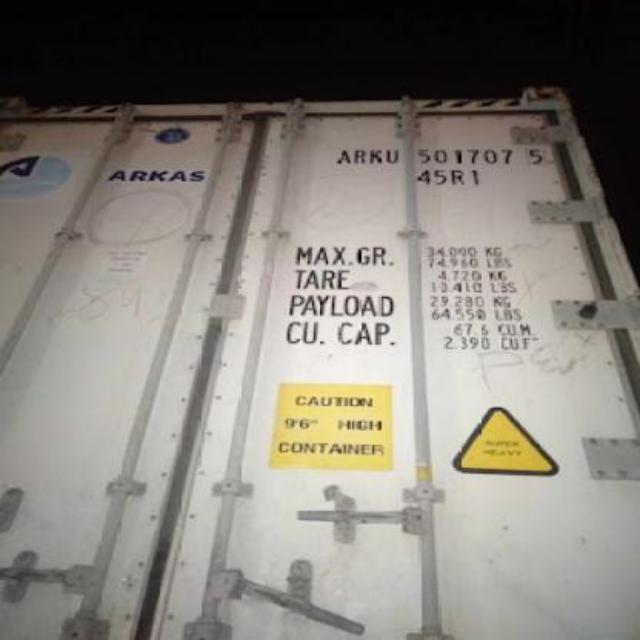 A
ARKAS
ARKU 501707 5
45R1
MAX.GR. 34.000 KG
74.960 LBS
TARE 4.720 KG
10.410 LBS
PAYLOAD 29.280 KG
64.550 LBS
CU. CAP. 67.6 CU.M
2.390 CU.F
CAUTION
9'6" HIGH
CONTAINER
SUPER
HEAVY